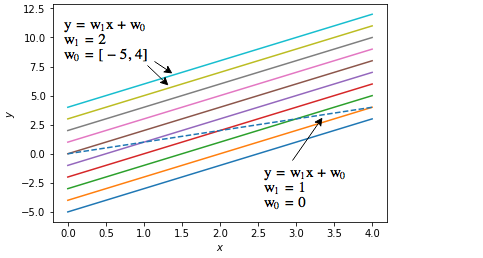 12.5
y = w₁x + w₀
w₁ = 2
w₀ = [ − 5, 4]
10.0
7.5
5.0
2.5
0.0
−2.5
−5.0
y
y = w₁x + w₀
w₁ = 1
w₀ = 0
0.0 0.5 1.0 1.5 2.0 2.5 3.0 3.5 4.0
x